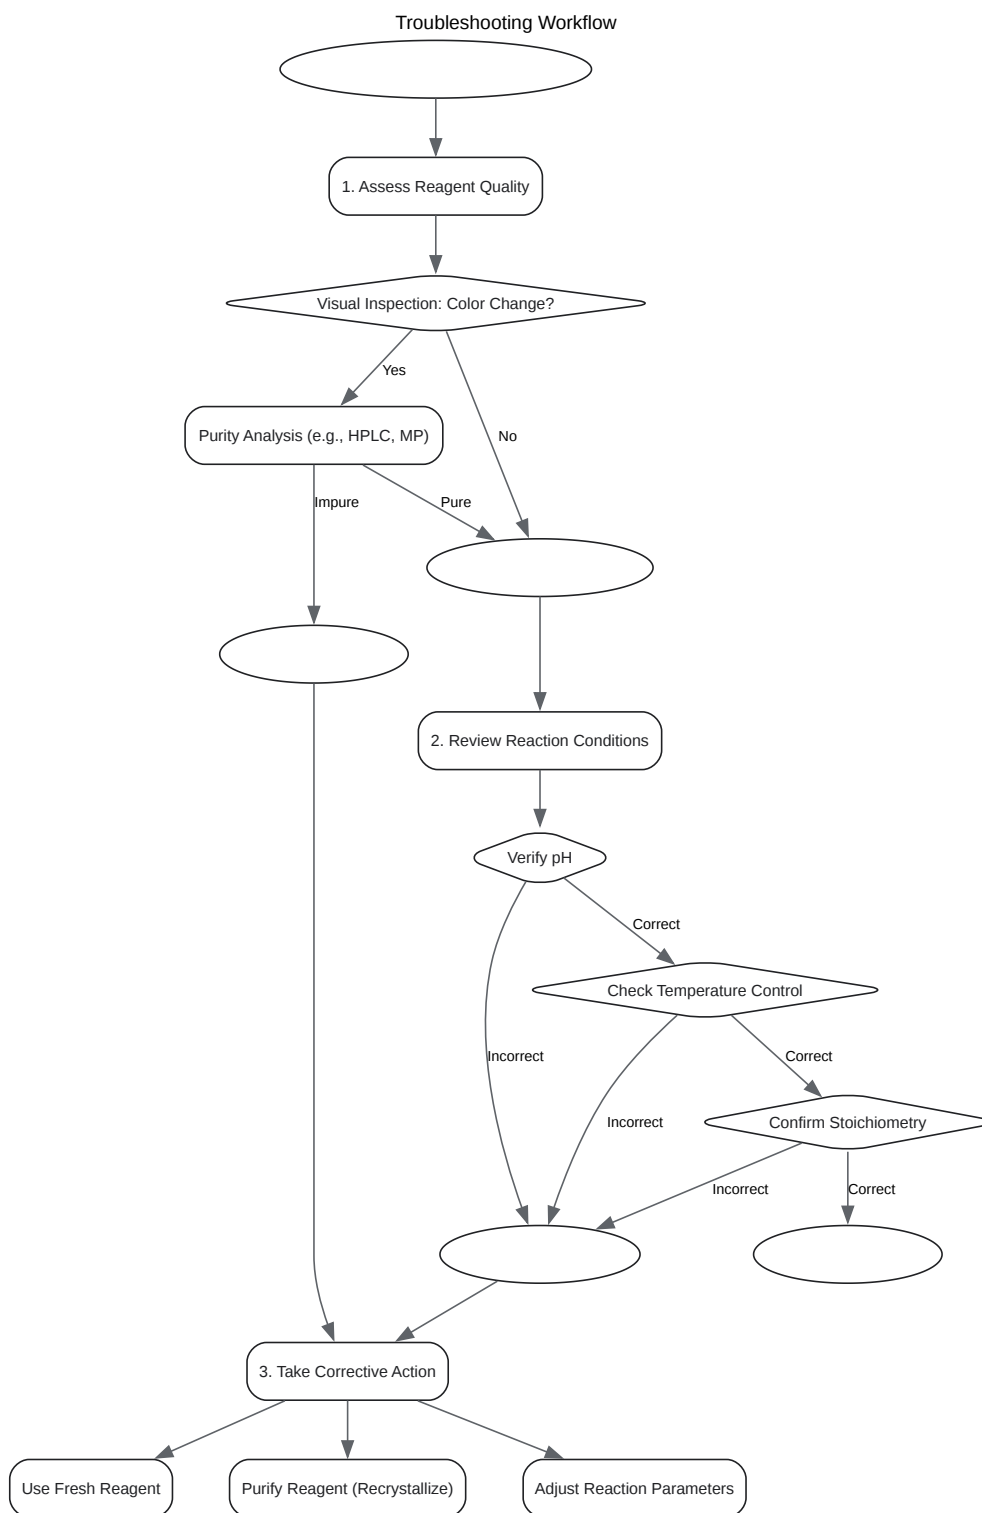 Troubleshooting Workflow
1. Assess Reagent Quality
Visual Inspection: Color Change?
Yes
Purity Analysis (e.g., HPLC, MP)
No
Impure
Pure
2. Review Reaction Conditions
Verify pH
Correct
Check Temperature Control
Incorrect
Correct
Incorrect
Confirm Stoichiometry
Incorrect
Correct
3. Take Corrective Action
Use Fresh Reagent
Purify Reagent (Recrystallize)
Adjust Reaction Parameters